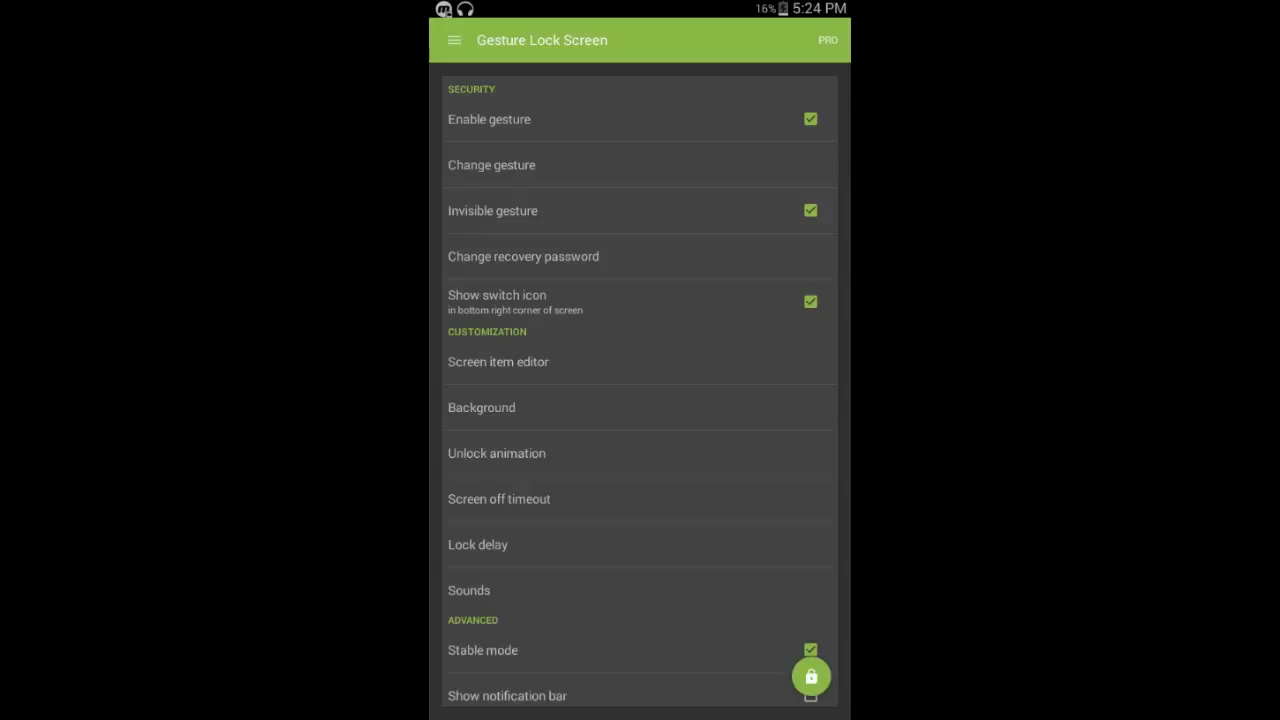 16% 5:24 PM
Gesture Lock Screen PRO
SECURITY
Enable gesture
Change gesture
Invisible gesture
Change recovery password
Show switch icon
in bottom right corner of screen
CUSTOMIZATION
Screen item editor
Background
Unlock animation
Screen off timeout
Lock delay
Sounds
ADVANCED
Stable mode
Show notification bar